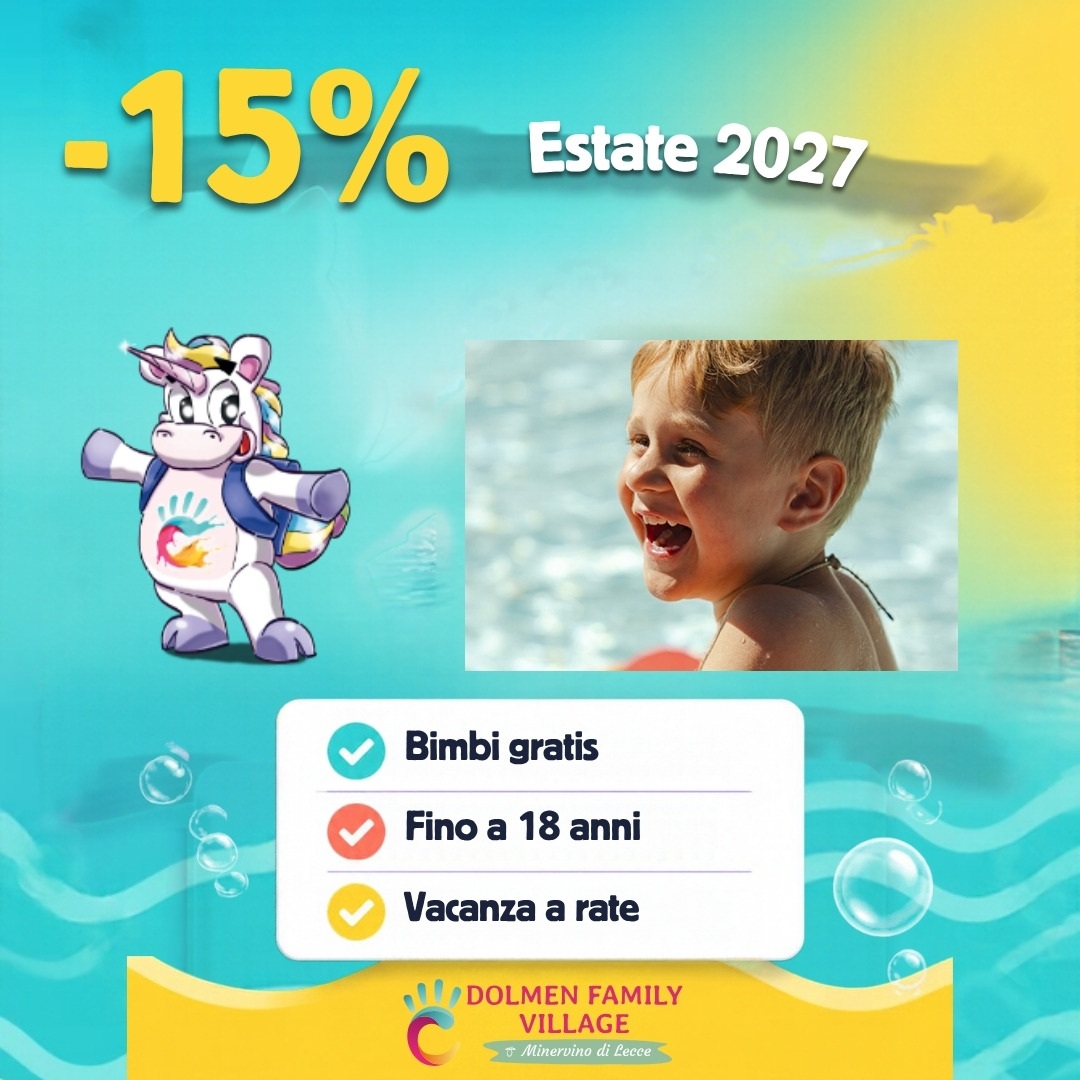 -15%
Estate 2027
Bimbi gratis
Fino a 18 anni
Vacanza a rate
DOLMEN FAMILY
VILLAGE
Minervino di Lecce